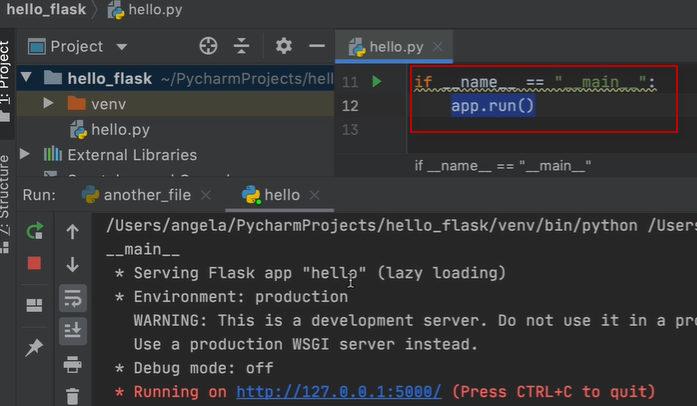 hello_flask hello.py
1: Project
Project
hello.py
hello_flask ~/PycharmProjects/hell
venv
hello.py
External Libraries
11 if __name__ == "__main__":
12 app.run()
13
if __name__ == "__main__"
7: Structure
Run: another_file hello
/Users/angela/PycharmProjects/hello_flask/venv/bin/python /Users
__main__
* Serving Flask app "hello" (lazy loading)
* Environment: production
WARNING: This is a development server. Do not use it in a pro
Use a production WSGI server instead.
* Debug mode: off
* Running on http://127.0.0.1:5000/ (Press CTRL+C to quit)